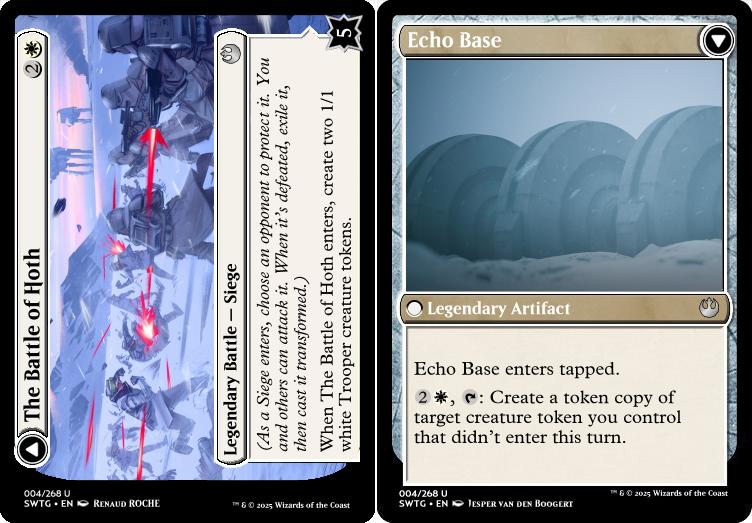 The Battle of Hoth
2
Legendary Battle – Siege
5
(As a Siege enters, choose an opponent to protect it. You
and others can attack it. When it's defeated, exile it,
then cast it transformed.)
When The Battle of Hoth enters, create two 1/1
white Trooper creature tokens.
004/268 U
SWTG • EN Renaud ROCHE
™ & © 2025 Wizards of the Coast
Echo Base
Legendary Artifact
Echo Base enters tapped.
2 , : Create a token copy of
target creature token you control
that didn't enter this turn.
004/268 U
SWTG • EN Jesper van den Boogert
™ & © 2025 Wizards of the Coast